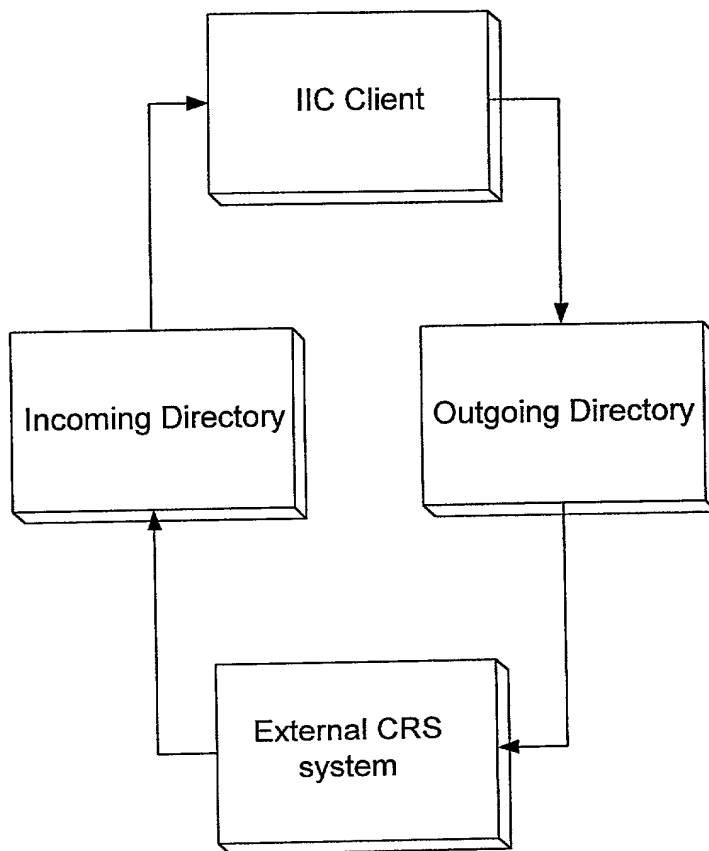 IIC Client
Incoming Directory
Outgoing Directory
External CRS
system